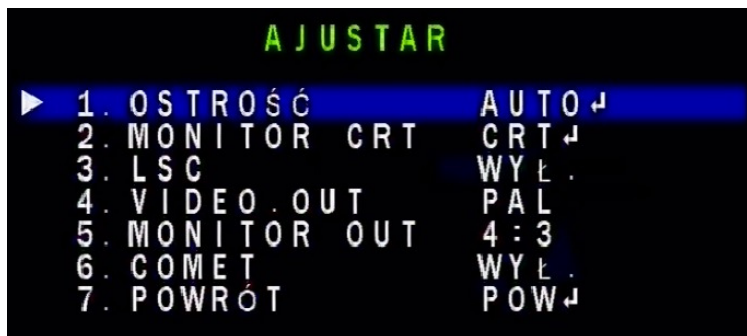 AJUSTAR
▶ 1. OSTROŚĆ AUTO↲
2. MONITOR CRT CRT↲
3. LSC WYŁ.
4. VIDEO.OUT PAL
5. MONITOR OUT 4:3
6. COMET WYŁ.
7. POWRÓT POW↲